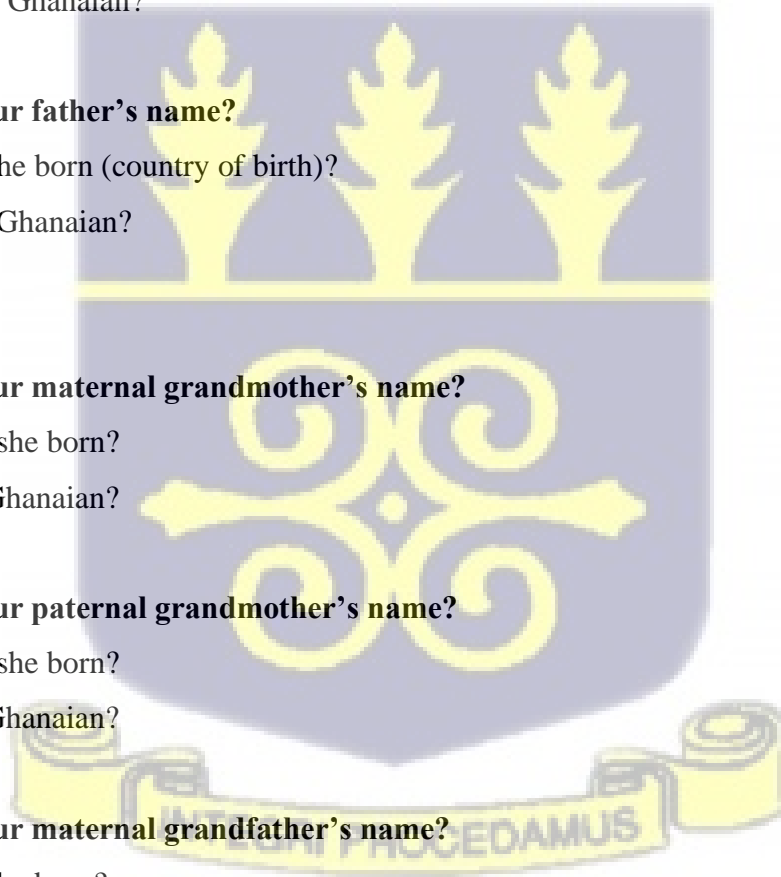 Ghanaian?
ur father’s name?
he born (country of birth)?
Ghanaian?
ur maternal grandmother’s name?
she born?
Ghanaian?
ur paternal grandmother’s name?
she born?
Ghanaian?
ur maternal grandfather’s name?
INTEGRI PROCEDAMUS